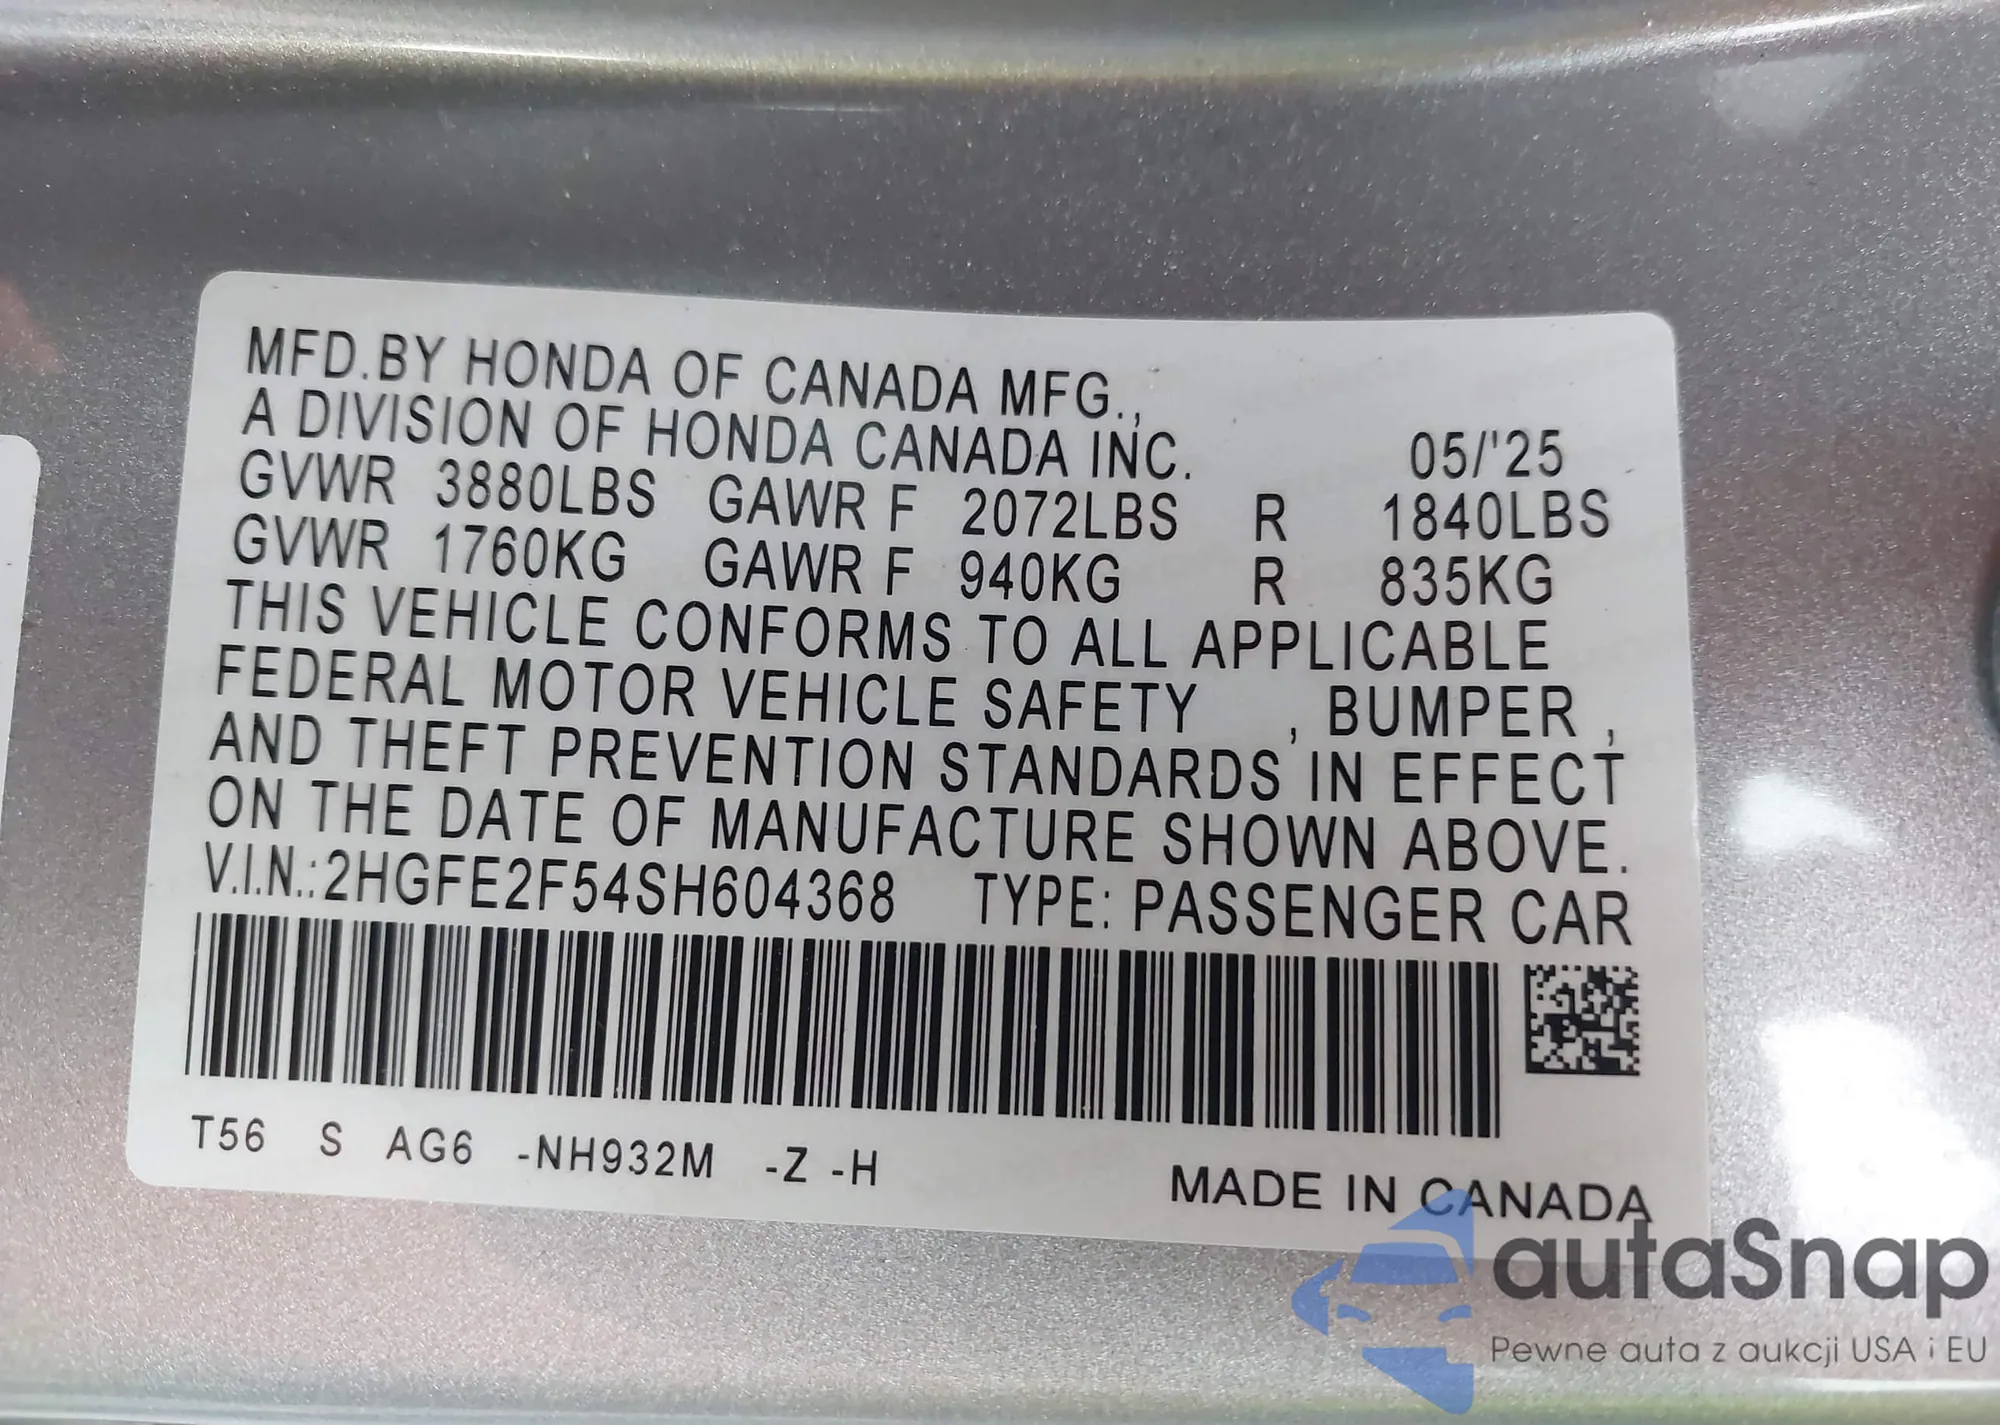 MFD.BY HONDA OF CANADA MFG.,
A DIVISION OF HONDA CANADA INC. 05/'25
GVWR 3880LBS GAWR F 2072LBS R 1840LBS
GVWR 1760KG GAWR F 940KG R 835KG
THIS VEHICLE CONFORMS TO ALL APPLICABLE
FEDERAL MOTOR VEHICLE SAFETY , BUMPER ,
AND THEFT PREVENTION STANDARDS IN EFFECT
ON THE DATE OF MANUFACTURE SHOWN ABOVE.
V.I.N.:2HGFE2F54SH604368 TYPE: PASSENGER CAR
T56 S AG6 -NH932M -Z -H
MADE IN CANADA
autaSnap
Pewne auta z aukcji USA i EU